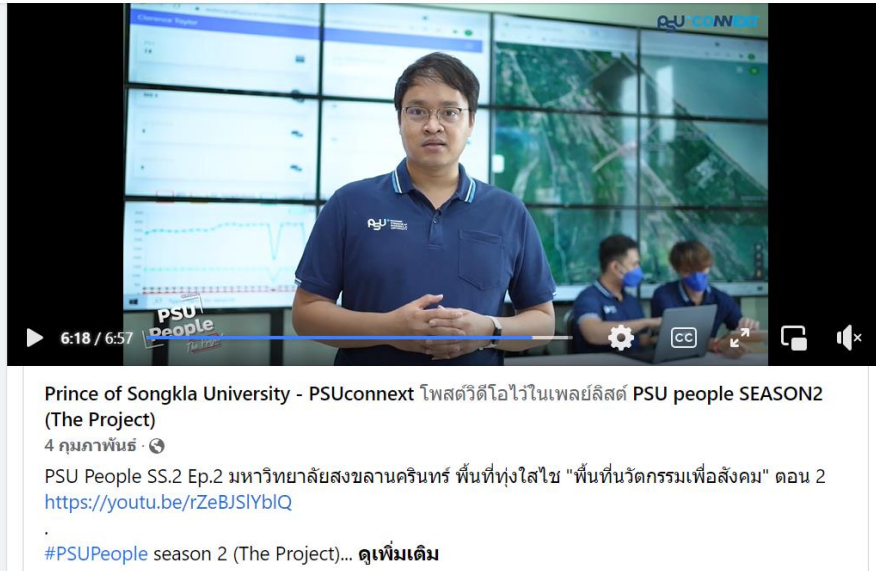 Clorence Taylor
PSU CONNEXT
PSU
PSU
People
The Project
6:18 / 6:57
CC
Prince of Songkla University - PSUconnext โพสต์วิดีโอไว้ในเพลย์ลิสต์ PSU people SEASON2
(The Project)
4 กุมภาพันธ์ ·
PSU People SS.2 Ep.2 มหาวิทยาลัยสงขลานครินทร์ พื้นที่ทุ่งใสไช "พื้นที่นวัตกรรมเพื่อสังคม" ตอน 2
https://youtu.be/rZeBJSlYblQ
.
#PSUPeople season 2 (The Project)... ดูเพิ่มเติม